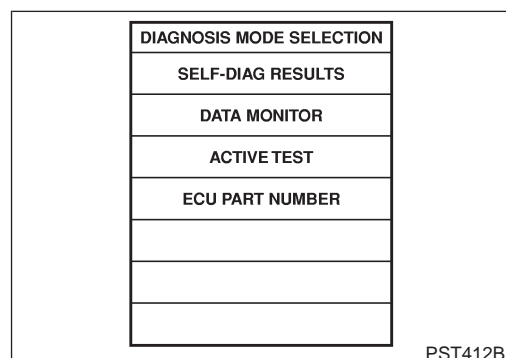 DIAGNOSIS MODE SELECTION
SELF-DIAG RESULTS
DATA MONITOR
ACTIVE TEST
ECU PART NUMBER
PST412B